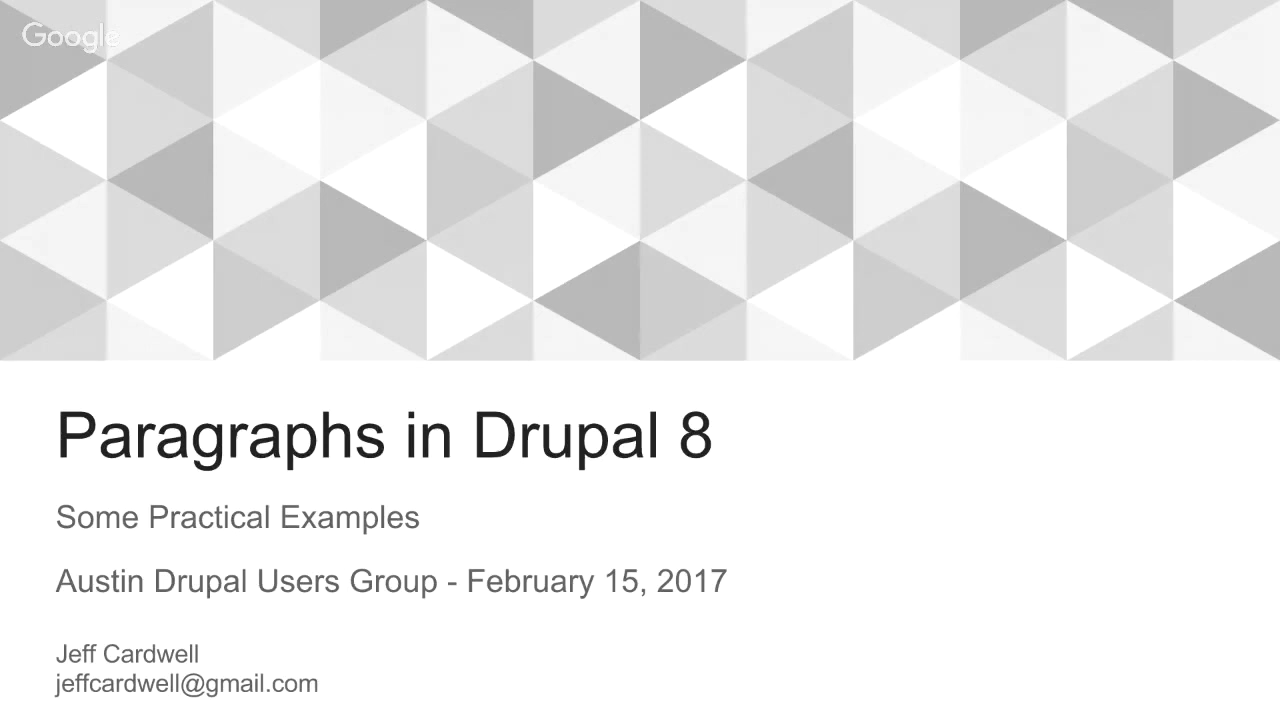 Google
Paragraphs in Drupal 8
Some Practical Examples
Austin Drupal Users Group - February 15, 2017
Jeff Cardwell
jeffcardwell@gmail.com